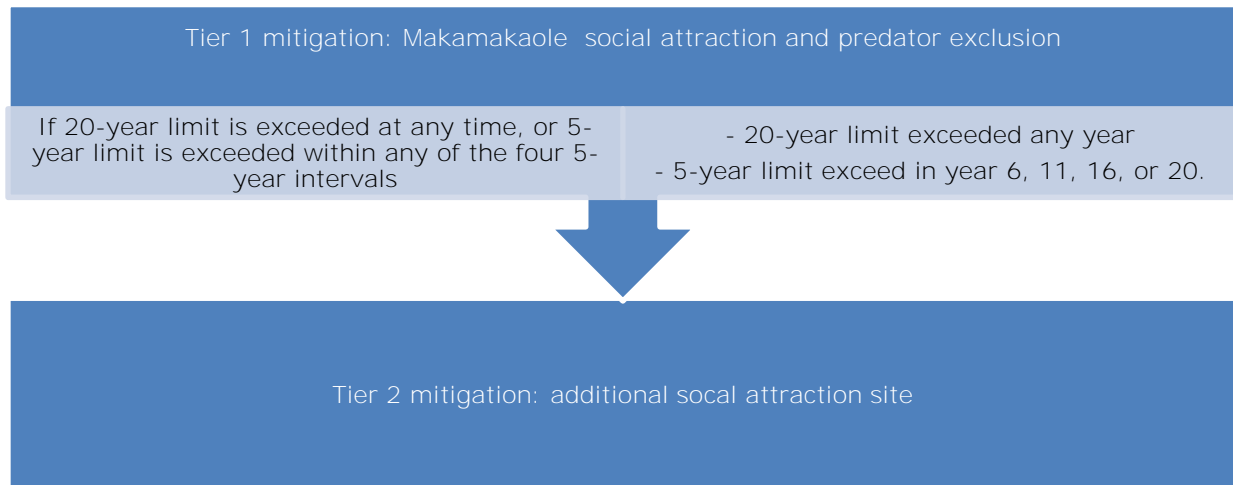 Tier 1 mitigation: Makamakaole social attraction and predator exclusion
If 20-year limit is exceeded at any time, or 5-
year limit is exceeded within any of the four 5-
year intervals
- 20-year limit exceeded any year
- 5-year limit exceed in year 6, 11, 16, or 20.
Tier 2 mitigation: additional socal attraction site